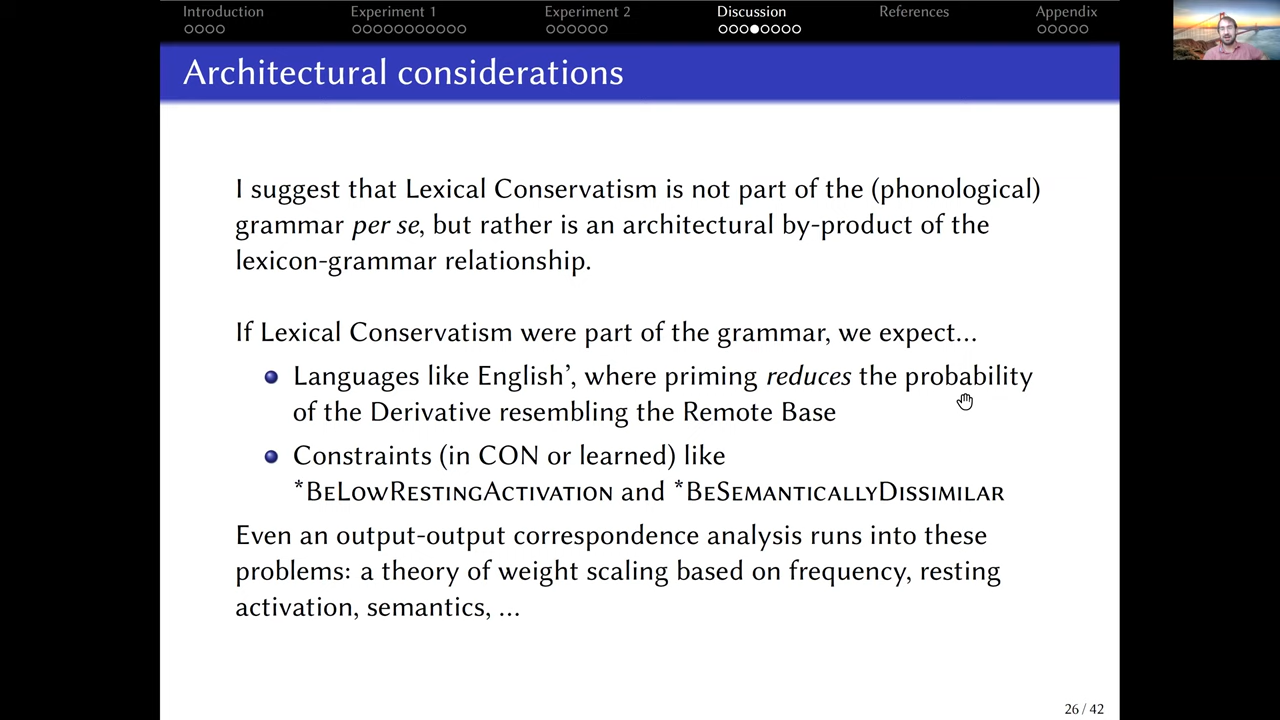 Introduction Experiment 1 Experiment 2 Discussion References Appendix
Architectural considerations
I suggest that Lexical Conservatism is not part of the (phonological)
grammar per se, but rather is an architectural by-product of the
lexicon-grammar relationship.
If Lexical Conservatism were part of the grammar, we expect…
Languages like English’, where priming reduces the probability
of the Derivative resembling the Remote Base
Constraints (in CON or learned) like
*BeLowRestingActivation and *BeSemanticallyDissimilar
Even an output-output correspondence analysis runs into these
problems: a theory of weight scaling based on frequency, resting
activation, semantics, …
26 / 42